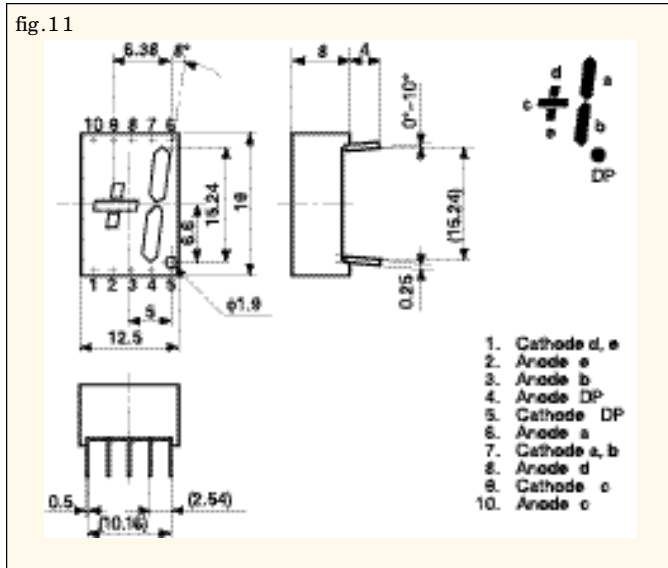 fig.11
6.38 8° 8 4
10 9 8 7 6
0°–10°
d
a
c
b
e
DP
15.24
6.6
19
(15.24)
0.25
1 2 3 4 5
5
φ1.9
12.5
0.5
(2.54)
(10.16)
1. Cathode d, e
2. Anode e
3. Anode b
4. Anode DP
5. Cathode DP
6. Anode a
7. Cathode a, b
8. Anode d
9. Cathode c
10. Anode c